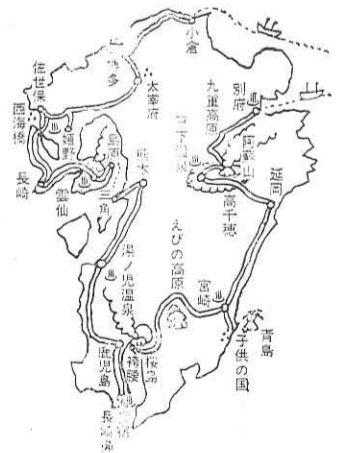 小倉
博多
太宰府
佐世保
西海橋
嬉野
島原
長崎
雲仙
三角
熊本
九重高原
別府
阿蘇山
高千穂
延岡
湯ノ児温泉
えびの高原
宮崎
青島
子供の国
桜島
袴腰
鹿児島